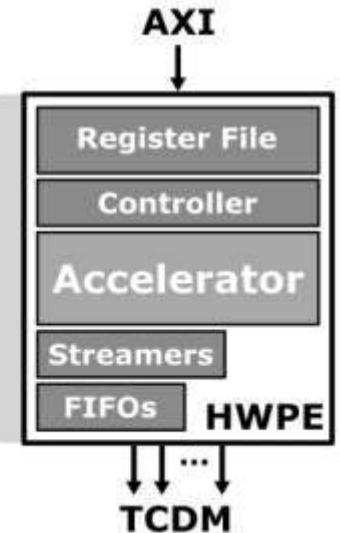 AXI
Register File
Controller
Accelerator
Streamers
FIFOs HWPE
...
TCDM